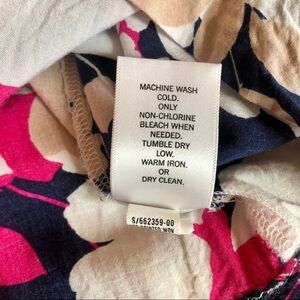 MACHINE WASH
COLD.
ONLY
NON-CHLORINE
BLEACH WHEN
NEEDED.
TUMBLE DRY
LOW.
WARM IRON.
OR
DRY CLEAN.
S/662359-00